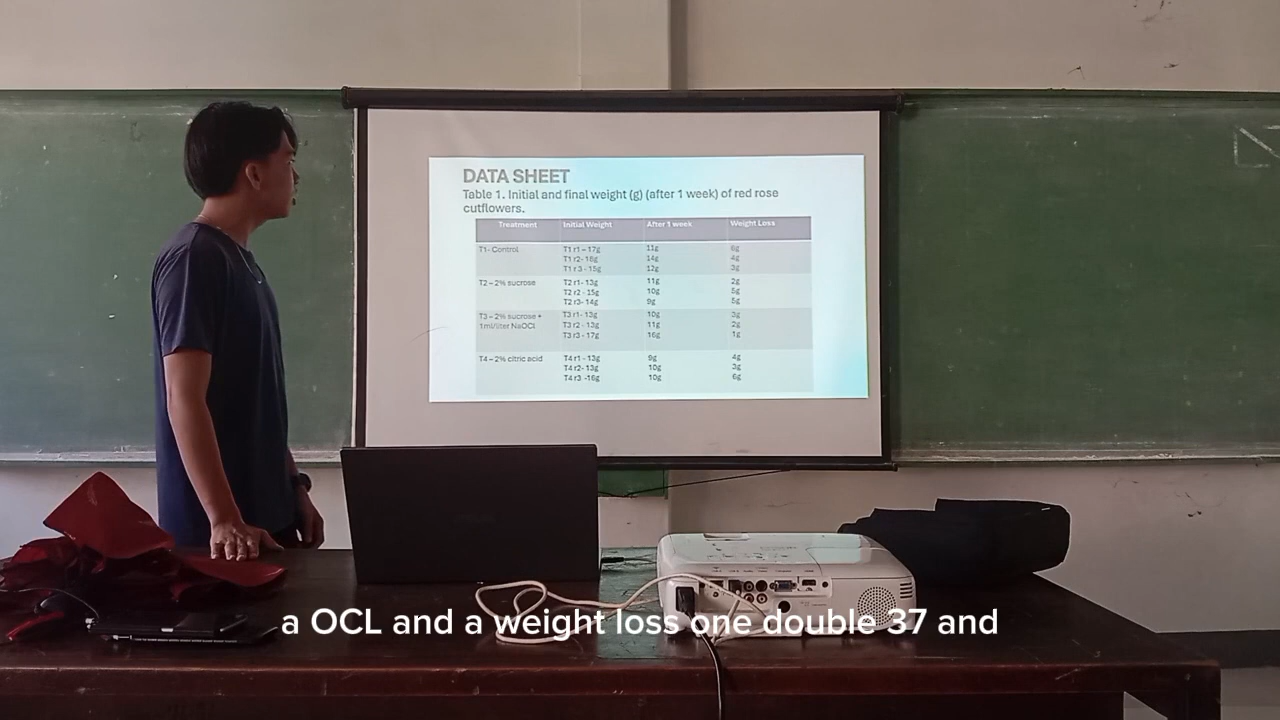 DATA SHEET
Table 1. Initial and final weight (g) (after 1 week) of red rose
cutflowers.
Treatment Initial Weight After 1 week Weight Loss
T1- Control T1 r1 – 17g 11g 6g
T1 r2- 18g 14g 4g
T1 r3 - 15g 12g 3g
T2 – 2% sucrose T2 r1- 13g 11g 2g
T2 r2 - 15g 10g 5g
T2 r3- 14g 9g 5g
T3 – 2% sucrose + T3 r1- 13g 10g 3g
1ml/liter NaOCl T3 r2 - 13g 11g 2g
T3 r3 - 17g 16g 1g
T4 – 2% citric acid T4 r1 - 13g 9g 4g
T4 r2- 13g 10g 3g
T4 r3 -16g 10g 6g
a OCL and a weight loss one double 37 and